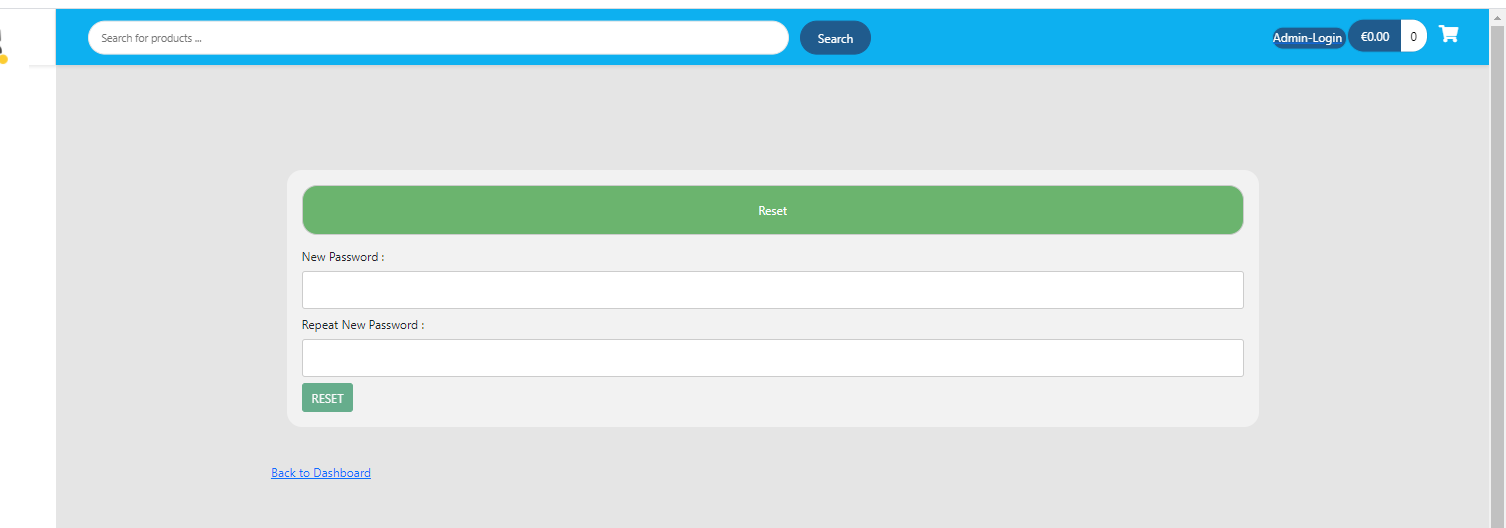 Search for products ...
Search
Admin-Login
€0.00
0
Reset
New Password :
Repeat New Password :
RESET
Back to Dashboard